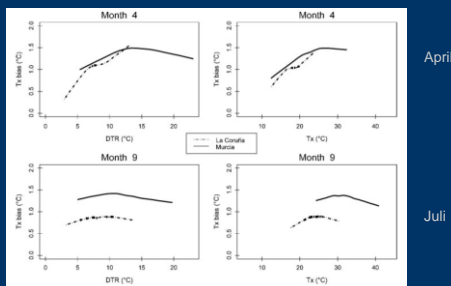 Month 4
Month 4
April
Tx bias (°C)
0.0 0.5 1.0 1.5 2.0
0 5 10 15 20
DTR (°C)
Tx bias (°C)
0.0 0.5 1.0 1.5 2.0
10 20 30 40
Tx (°C)
La Coruña
Murcia
Month 9
Month 9
Juli
Tx bias (°C)
0.0 0.5 1.0 1.5 2.0
0 5 10 15 20
DTR (°C)
Tx bias (°C)
0.0 0.5 1.0 1.5 2.0
10 20 30 40
Tx (°C)